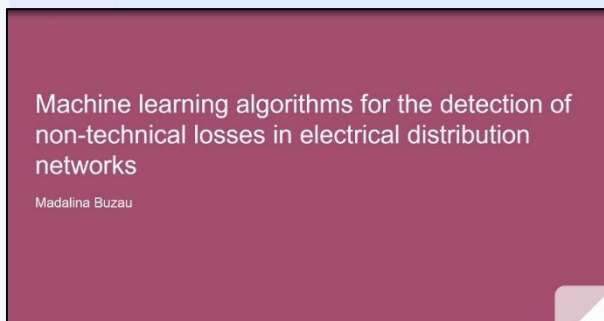 Machine learning algorithms for the detection of
non-technical losses in electrical distribution
networks
Madalina Buzau